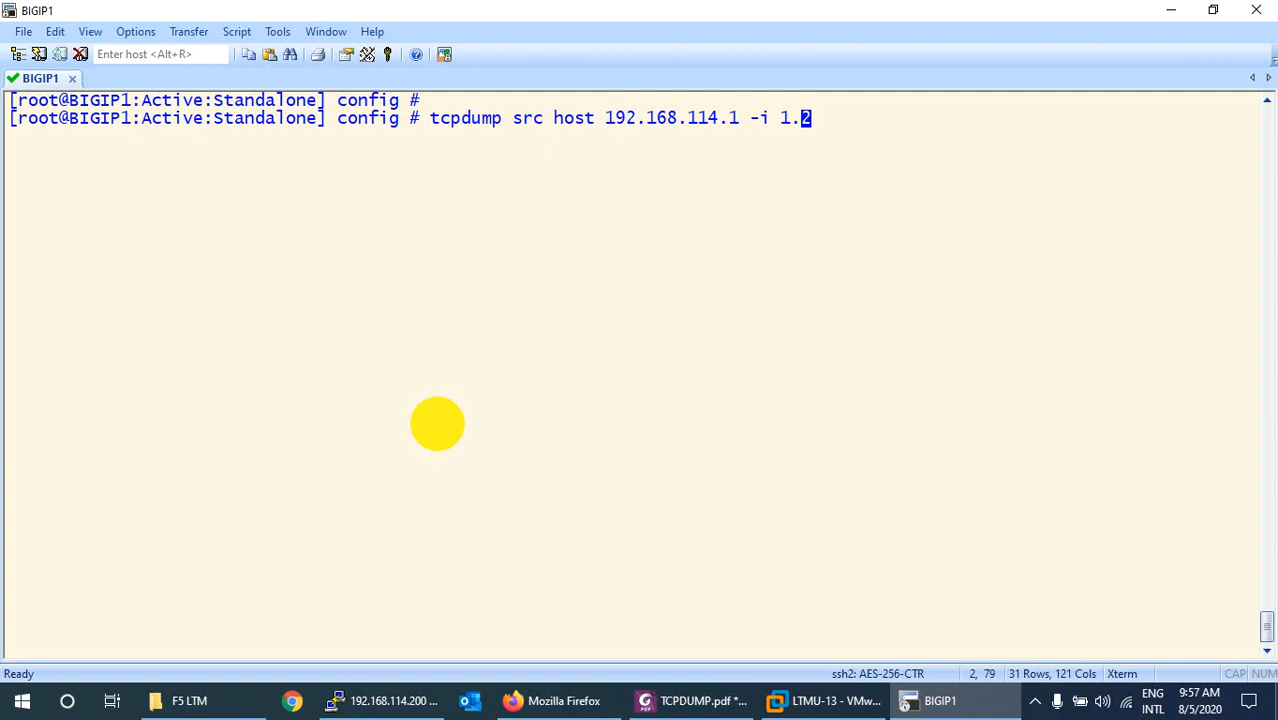 BIGIP1
File Edit View Options Transfer Script Tools Window Help
Enter host <Alt+R>
BIGIP1
[root@BIGIP1:Active:Standalone] config #
[root@BIGIP1:Active:Standalone] config # tcpdump src host 192.168.114.1 -i 1.2
Ready ssh2: AES-256-CTR 2, 79 31 Rows, 121 Cols Xterm CAP NUM
F5 LTM 192.168.114.200 ... Mozilla Firefox TCPDUMP.pdf *... LTMU-13 - VMw... BIGIP1 ENG 9:57 AM
INTL 8/5/2020